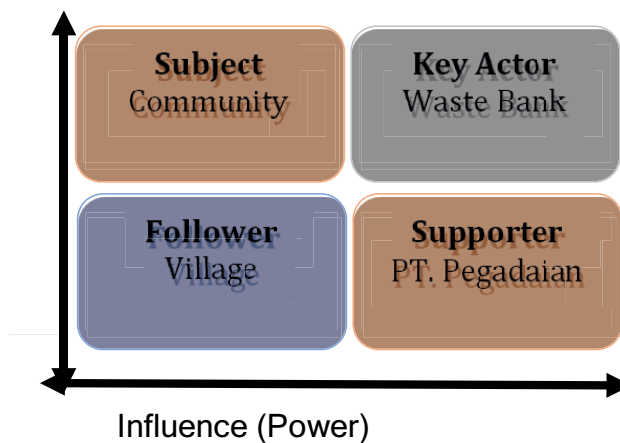 Subject
Community
Key Actor
Waste Bank
Follower
Village
Supporter
PT. Pegadaian
Influence (Power)